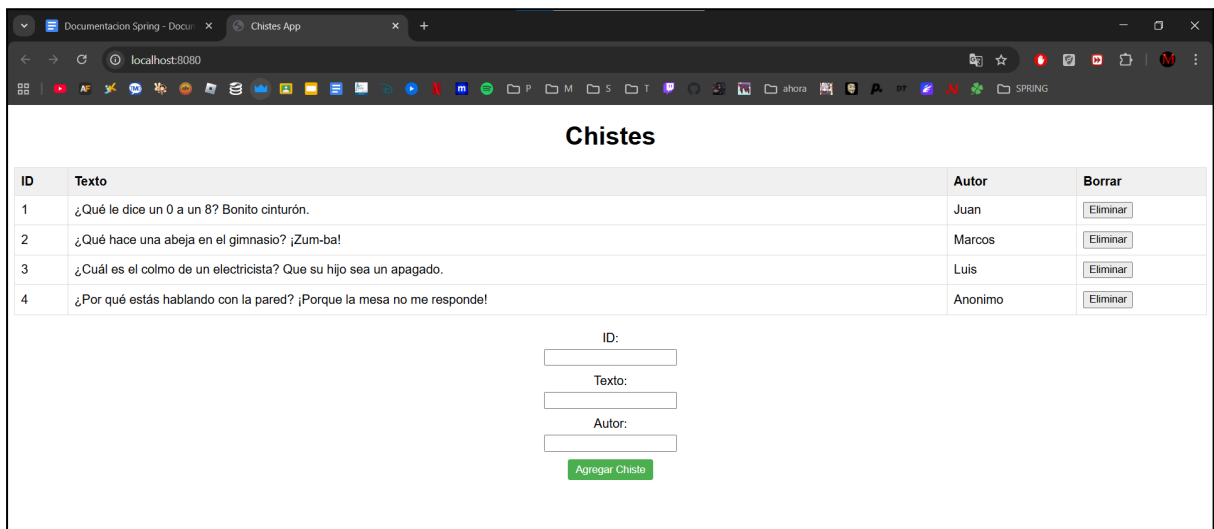 Documentacion Spring - Docun
Chistes App
localhost:8080
P
M
S
T
ahora
DT
SPRING
Chistes
ID Texto Autor Borrar
1 ¿Qué le dice un 0 a un 8? Bonito cinturón. Juan Eliminar
2 ¿Qué hace una abeja en el gimnasio? ¡Zum-ba! Marcos Eliminar
3 ¿Cuál es el colmo de un electricista? Que su hijo sea un apagado. Luis Eliminar
4 ¿Por qué estás hablando con la pared? ¡Porque la mesa no me responde! Anonimo Eliminar
ID:
Texto:
Autor:
Agregar Chiste